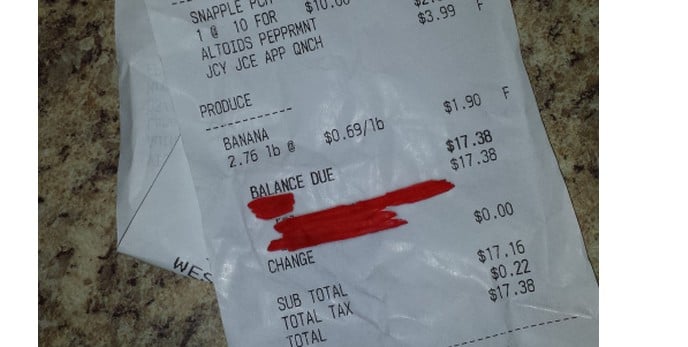 SNAPPLE $10.00
1 @ 10 FOR
ALTOIDS PEPPRMNT $3.99 F
JCY JCE APP QNCH
PRODUCE
BANANA $1.90 F
2.76 lb @ $0.69/lb
$17.38
BALANCE DUE $17.38
CHANGE $0.00
SUB TOTAL $17.16
TOTAL TAX $0.22
TOTAL $17.38
WES